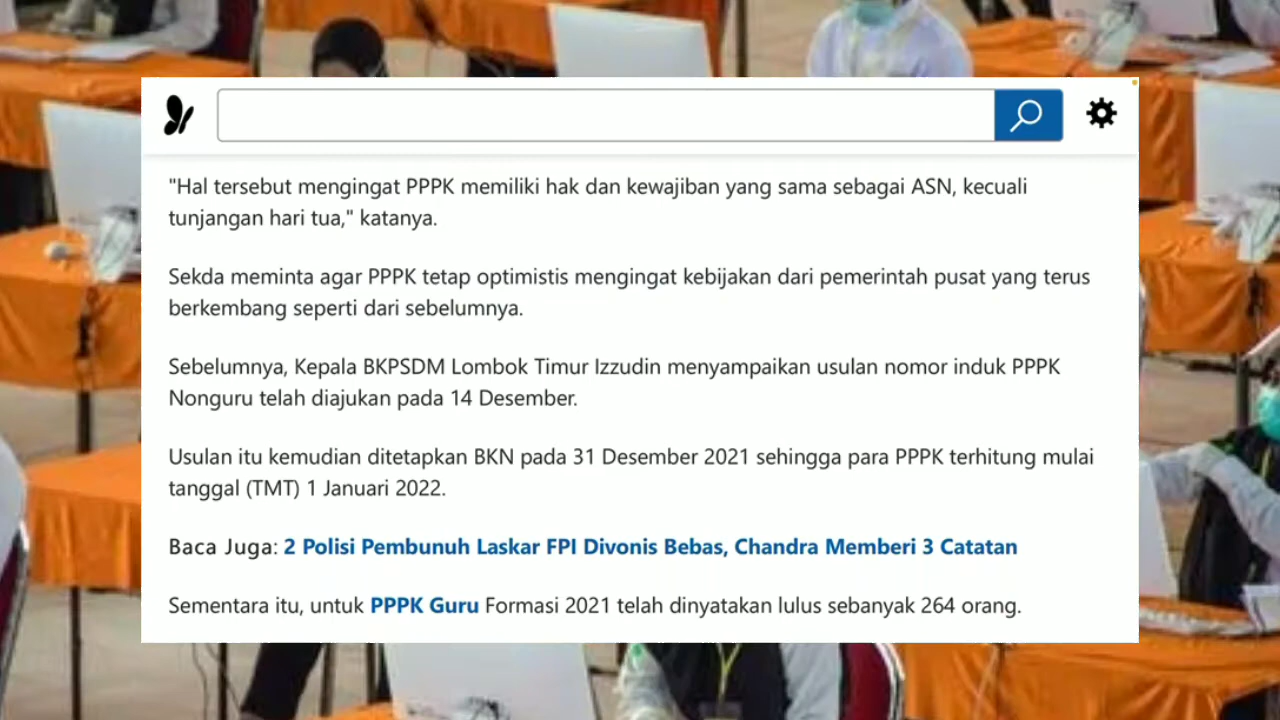 "Hal tersebut mengingat PPPK memiliki hak dan kewajiban yang sama sebagai ASN, kecuali
tunjangan hari tua," katanya.
Sekda meminta agar PPPK tetap optimistis mengingat kebijakan dari pemerintah pusat yang terus
berkembang seperti dari sebelumnya.
Sebelumnya, Kepala BKPSDM Lombok Timur Izzudin menyampaikan usulan nomor induk PPPK
Nonguru telah diajukan pada 14 Desember.
Usulan itu kemudian ditetapkan BKN pada 31 Desember 2021 sehingga para PPPK terhitung mulai
tanggal (TMT) 1 Januari 2022.
Baca Juga: 2 Polisi Pembunuh Laskar FPI Divonis Bebas, Chandra Memberi 3 Catatan
Sementara itu, untuk PPPK Guru Formasi 2021 telah dinyatakan lulus sebanyak 264 orang.